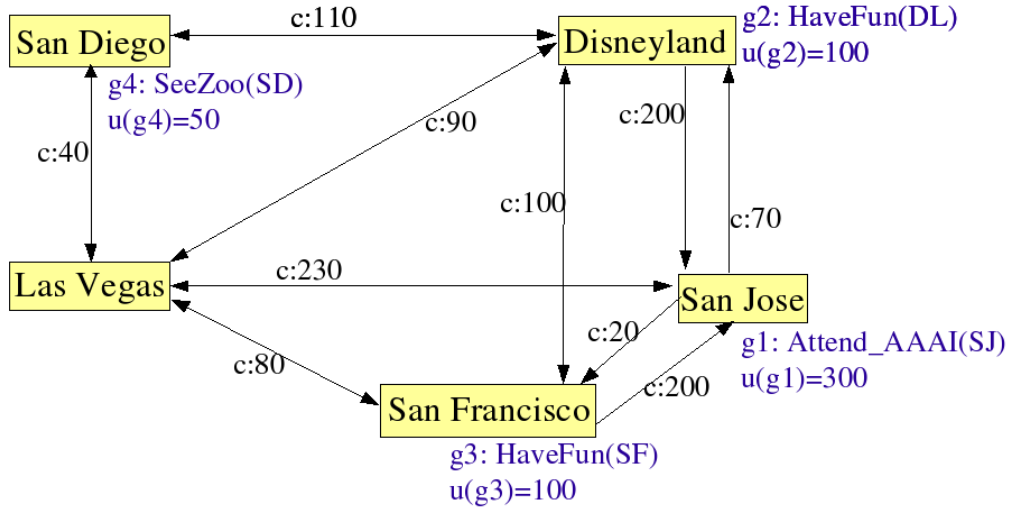 c:110
San Diego
Disneyland
g2: HaveFun(DL)
u(g2)=100
g4: SeeZoo(SD)
u(g4)=50
c:90
c:200
c:40
c:100
c:70
Las Vegas
c:230
San Jose
c:20
g1: Attend_AAAI(SJ)
u(g1)=300
c:80
c:200
San Francisco
g3: HaveFun(SF)
u(g3)=100